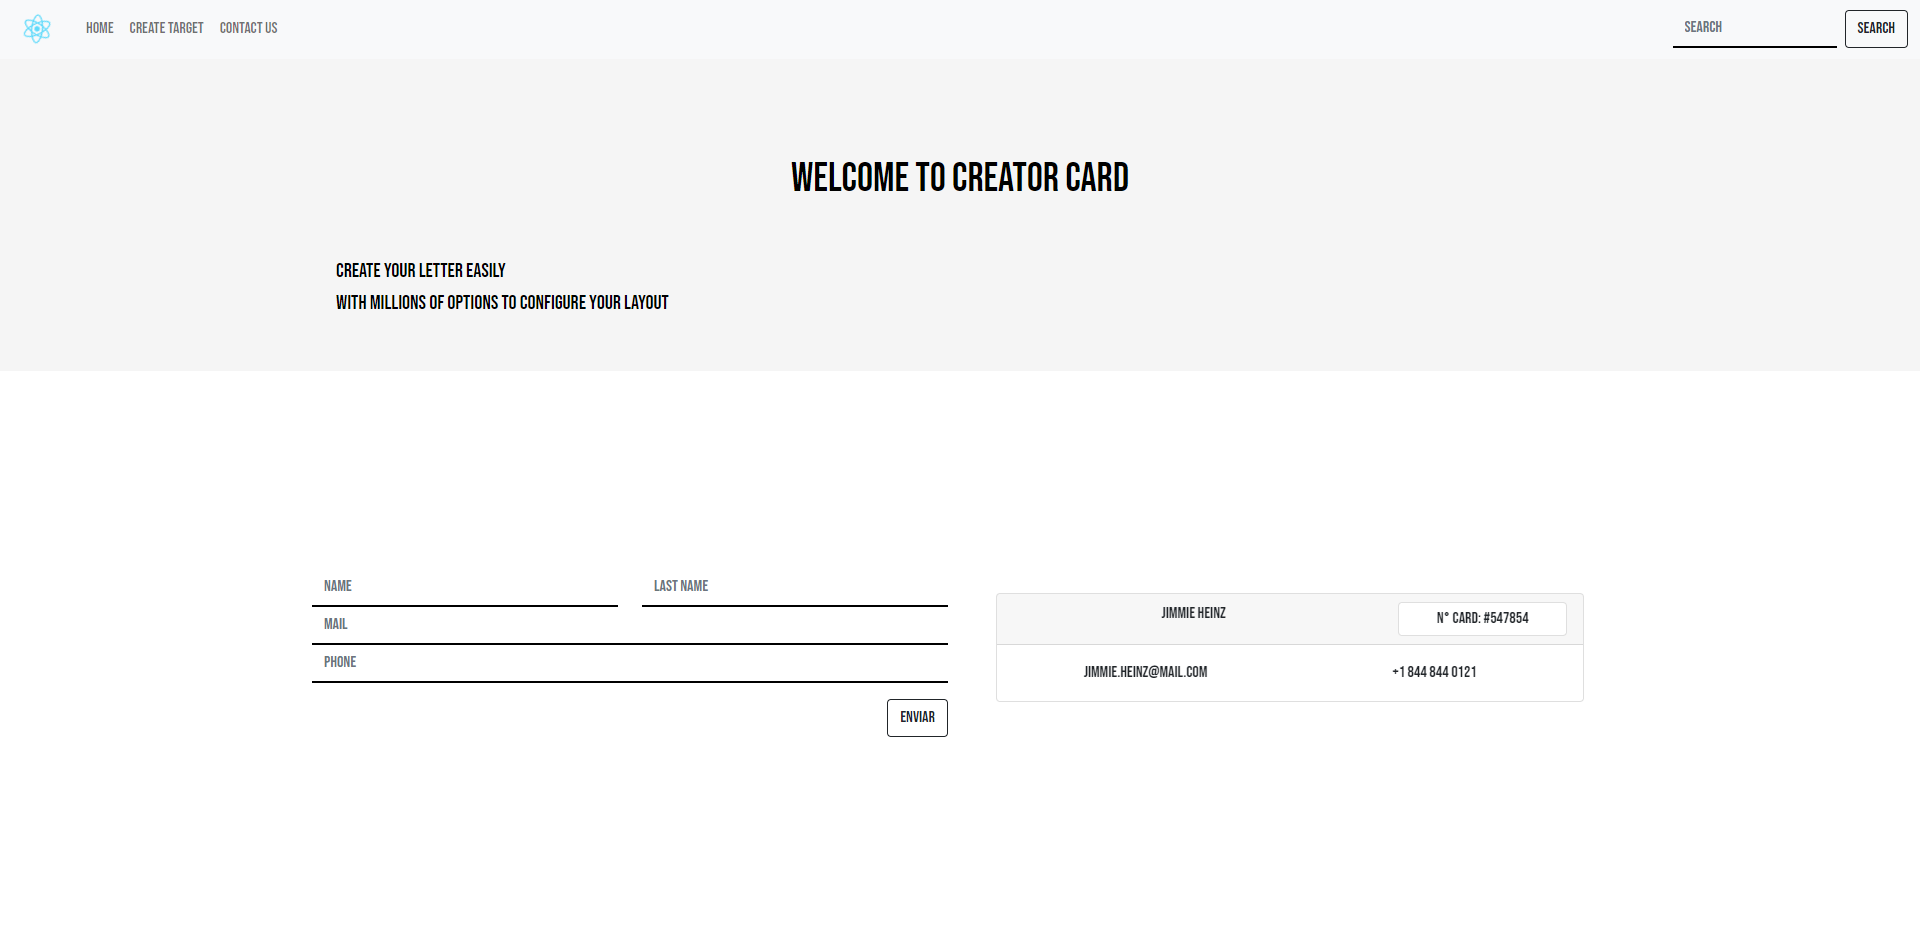 HOME CREATE TARGET CONTACT US SEARCH SEARCH
WELCOME TO CREATOR CARD
CREATE YOUR LETTER EASILY
WITH MILLIONS OF OPTIONS TO CONFIGURE YOUR LAYOUT
NAME LAST NAME
MAIL
PHONE
ENVIAR
JIMMIE HEINZ N° CARD: #547854
JIMMIE.HEINZ@MAIL.COM +1 844 844 0121